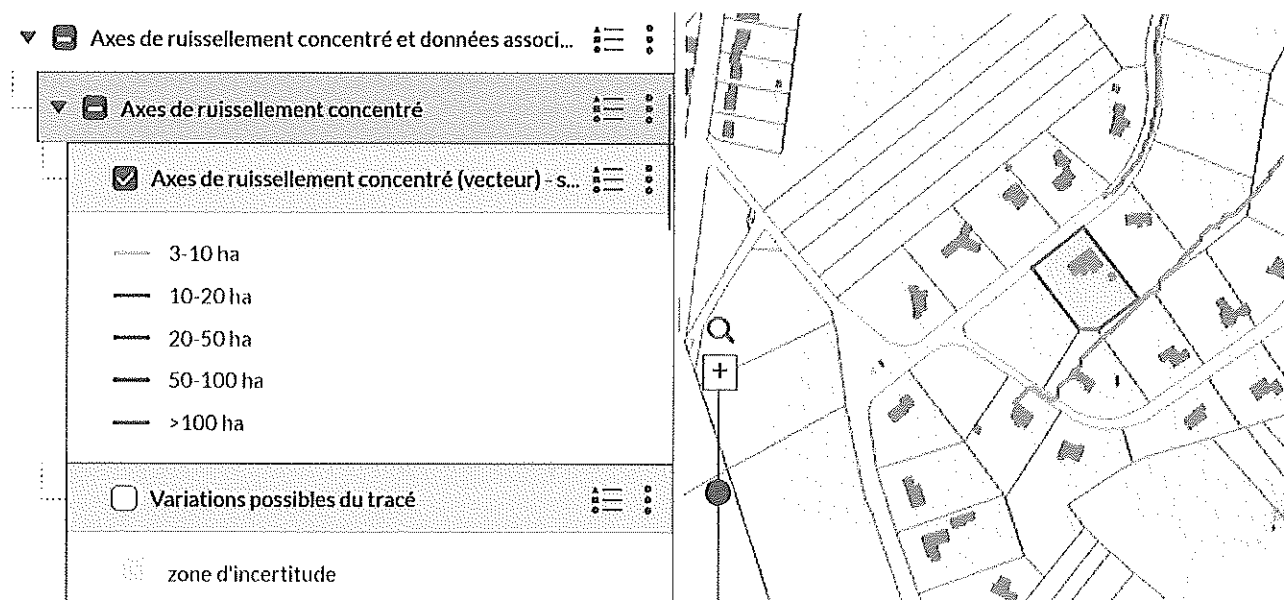 Axes de ruissellement concentré et données associ...
Axes de ruissellement concentré
Axes de ruissellement concentré (vecteur) - s...
3-10 ha
10-20 ha
20-50 ha
50-100 ha
>100 ha
Variations possibles du tracé
zone d'incertitude